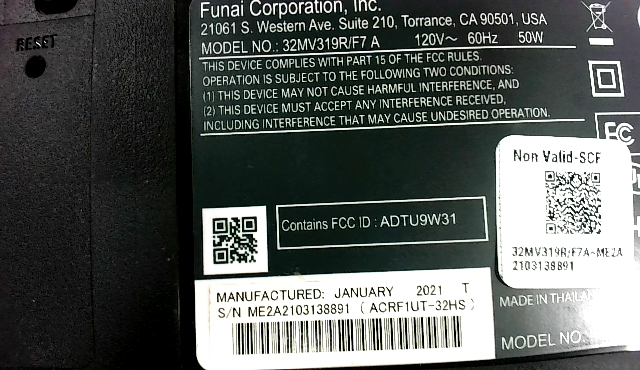 RESET
Funai Corporation, Inc.
21061 S. Western Ave. Suite 210, Torrance, CA 90501, USA
MODEL NO.: 32MV319R/F7 A 120V～ 60Hz 50W
THIS DEVICE COMPLIES WITH PART 15 OF THE FCC RULES.
OPERATION IS SUBJECT TO THE FOLLOWING TWO CONDITIONS:
(1) THIS DEVICE MAY NOT CAUSE HARMFUL INTERFERENCE, AND
(2) THIS DEVICE MUST ACCEPT ANY INTERFERENCE RECEIVED,
INCLUDING INTERFERENCE THAT MAY CAUSE UNDESIRED OPERATION.
FC
Non Valid-SCF
32MV319R/F7A-ME2A
2103138891
Contains FCC ID : ADTU9W31
MANUFACTURED: JANUARY 2021 T
S/N ME2A2103138891 ( ACRF1UT-32HS )
MADE IN THAILAN
MODEL NO.: